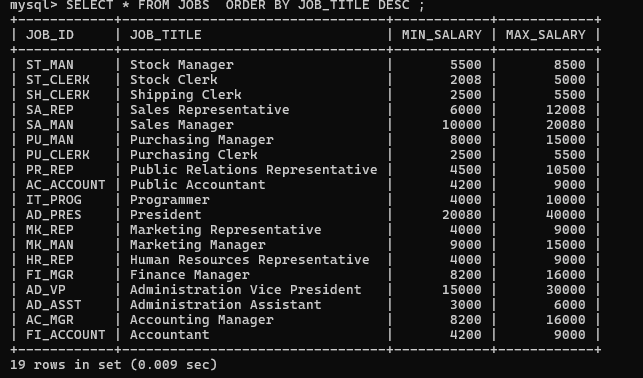 mysql> SELECT * FROM JOBS  ORDER BY JOB_TITLE DESC ;
+------------+---------------------------------+------------+------------+
| JOB_ID     | JOB_TITLE                       | MIN_SALARY | MAX_SALARY |
+------------+---------------------------------+------------+------------+
| ST_MAN     | Stock Manager                   |       5500 |       8500 |
| ST_CLERK   | Stock Clerk                     |       2008 |       5000 |
| SH_CLERK   | Shipping Clerk                  |       2500 |       5500 |
| SA_REP     | Sales Representative            |       6000 |      12008 |
| SA_MAN     | Sales Manager                   |      10000 |      20080 |
| PU_MAN     | Purchasing Manager              |       8000 |      15000 |
| PU_CLERK   | Purchasing Clerk                |       2500 |       5500 |
| PR_REP     | Public Relations Representative |       4500 |      10500 |
| AC_ACCOUNT | Public Accountant               |       4200 |       9000 |
| IT_PROG    | Programmer                      |       4000 |      10000 |
| AD_PRES    | President                       |      20080 |      40000 |
| MK_REP     | Marketing Representative        |       4000 |       9000 |
| MK_MAN     | Marketing Manager               |       9000 |      15000 |
| HR_REP     | Human Resources Representative  |       4000 |       9000 |
| FI_MGR     | Finance Manager                 |       8200 |      16000 |
| AD_VP      | Administration Vice President   |      15000 |      30000 |
| AD_ASST    | Administration Assistant        |       3000 |       6000 |
| AC_MGR     | Accounting Manager              |       8200 |      16000 |
| FI_ACCOUNT | Accountant                      |       4200 |       9000 |
+------------+---------------------------------+------------+------------+
19 rows in set (0.009 sec)